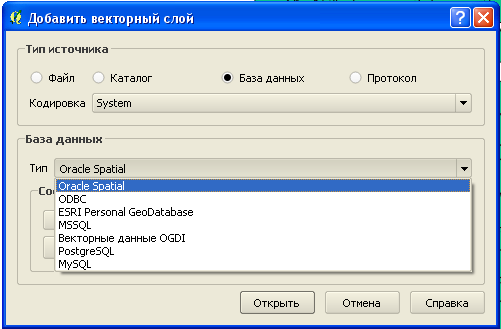 Добавить векторный слой
Тип источника
Файл Каталог База данных Протокол
Кодировка System
База данных
Тип Oracle Spatial
Oracle Spatial
ODBC
ESRI Personal GeoDatabase
MSSQL
Векторные данные OGDI
PostgreSQL
MySQL
Открыть Отмена Справка